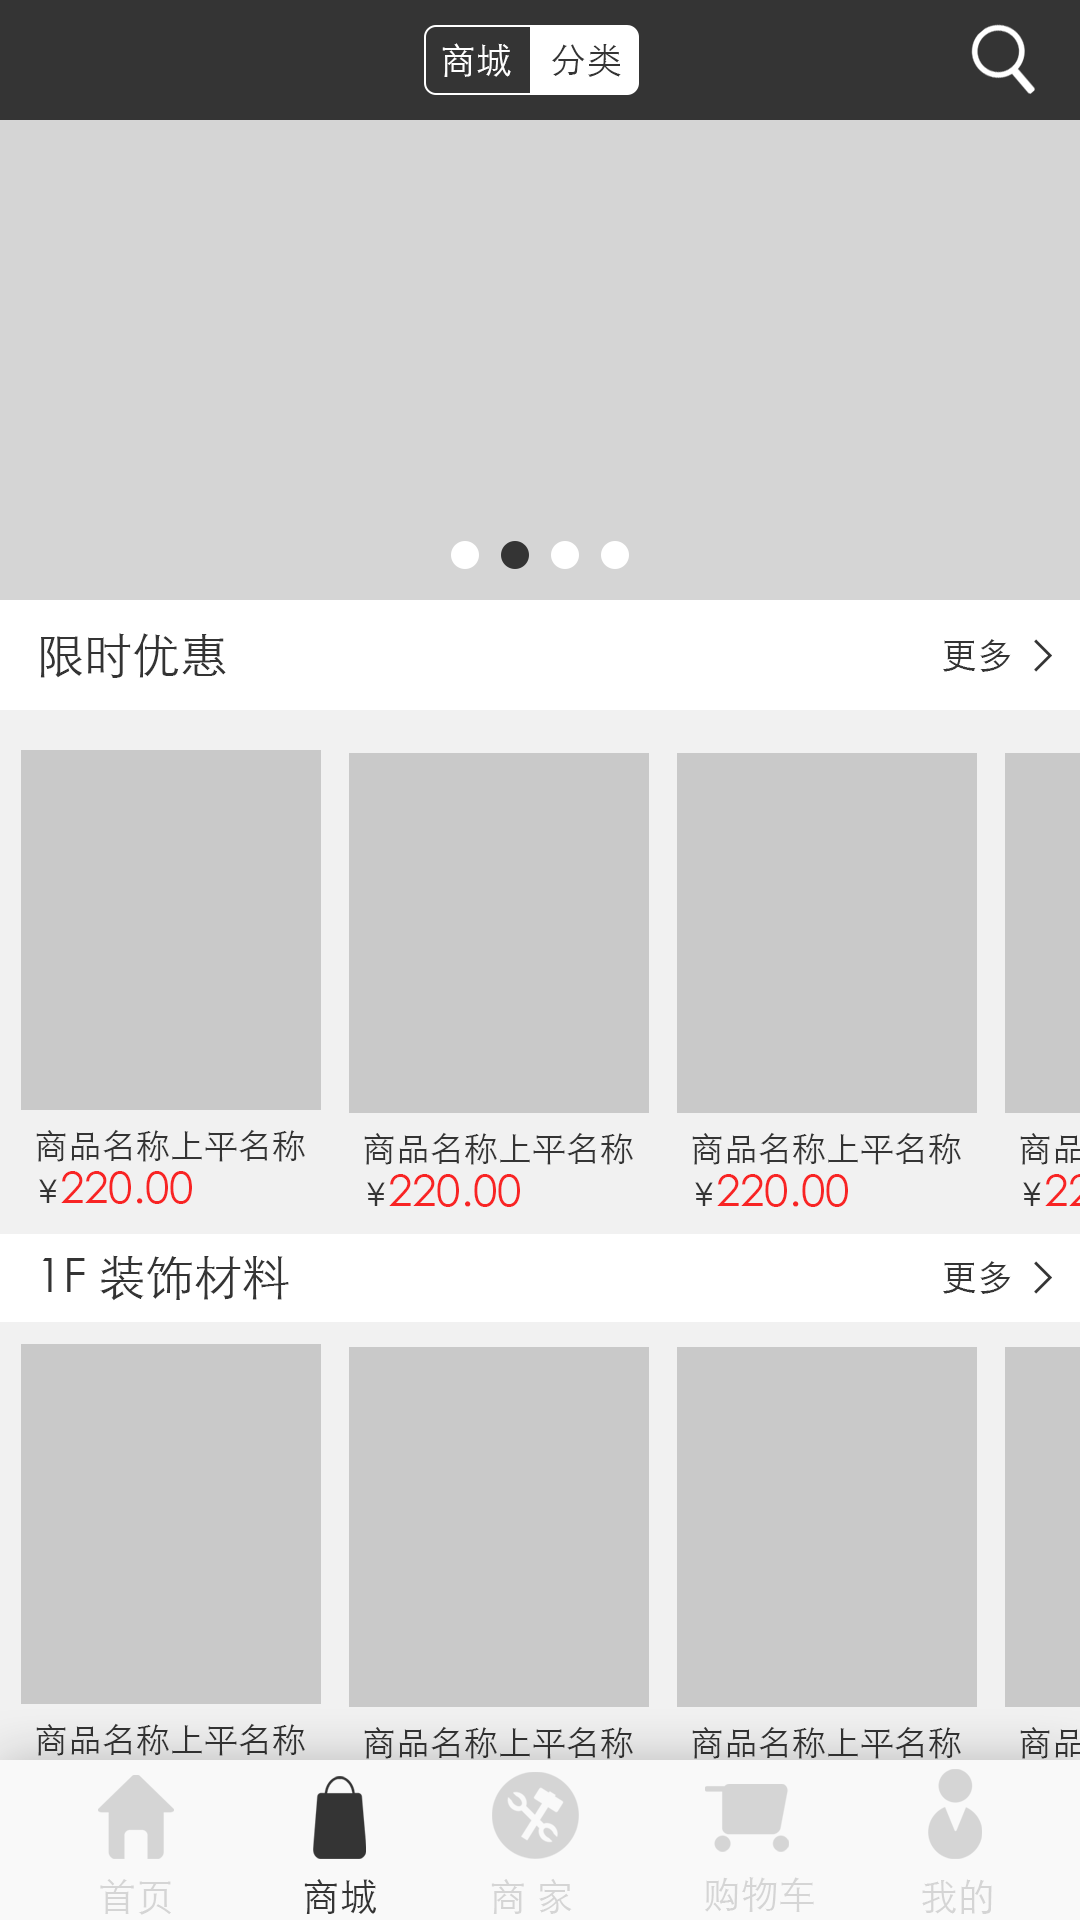 商城 分类
限时优惠 更多
商品名称上平名称 商品名称上平名称 商品名称上平名称 商品
¥220.00 ¥220.00 ¥220.00 ¥22
1F 装饰材料 更多
商品名称上平名称 商品名称上平名称 商品名称上平名称 商品
首页 商城 商 家 购物车 我的